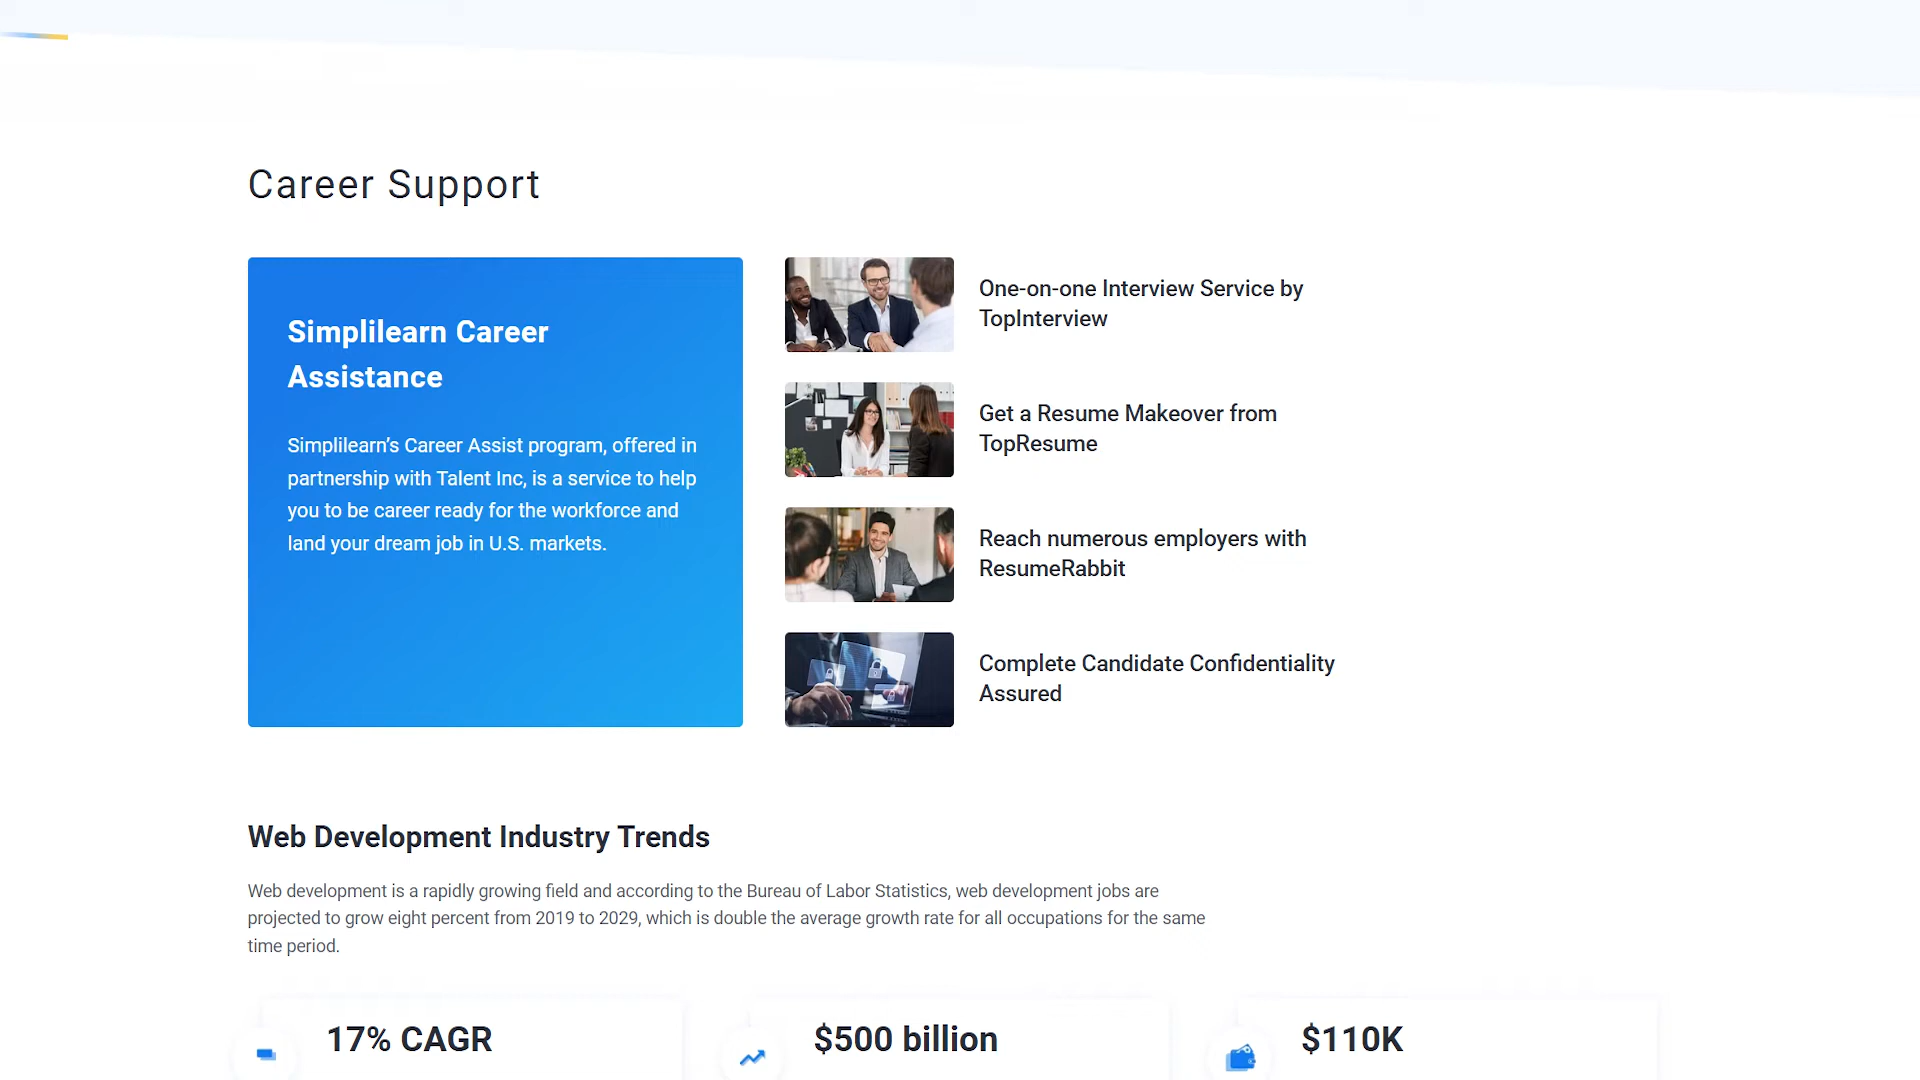 Career Support
Simplilearn Career
Assistance
Simplilearn’s Career Assist program, offered in
partnership with Talent Inc, is a service to help
you to be career ready for the workforce and
land your dream job in U.S. markets.
One-on-one Interview Service by
TopInterview
Get a Resume Makeover from
TopResume
Reach numerous employers with
ResumeRabbit
Complete Candidate Confidentiality
Assured
Web Development Industry Trends
Web development is a rapidly growing field and according to the Bureau of Labor Statistics, web development jobs are
projected to grow eight percent from 2019 to 2029, which is double the average growth rate for all occupations for the same
time period.
17% CAGR
$500 billion
$110K